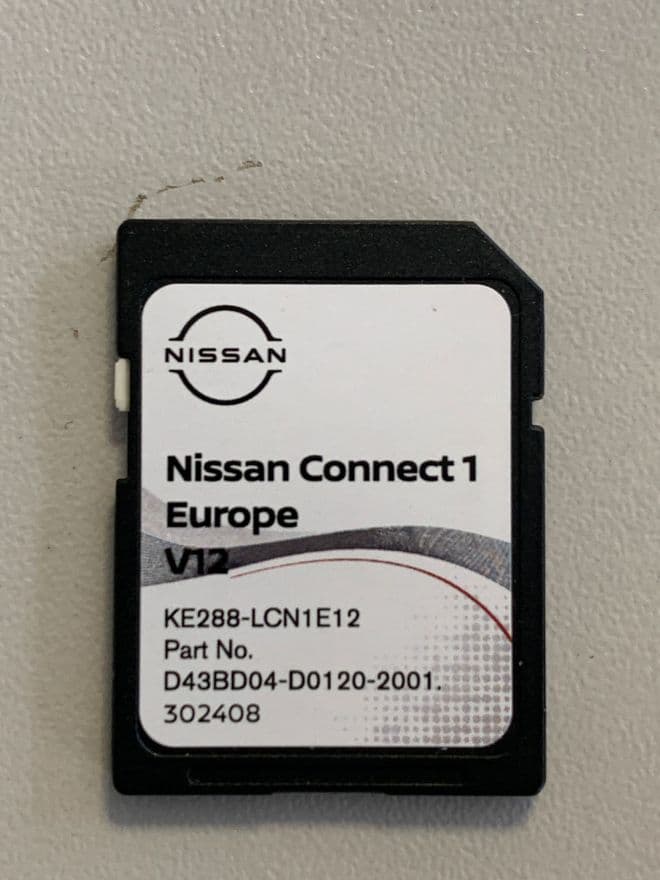 NISSAN
Nissan Connect 1
Europe
V12
KE288-LCN1E12
Part No.
D43BD04-D0120-2001.
302408